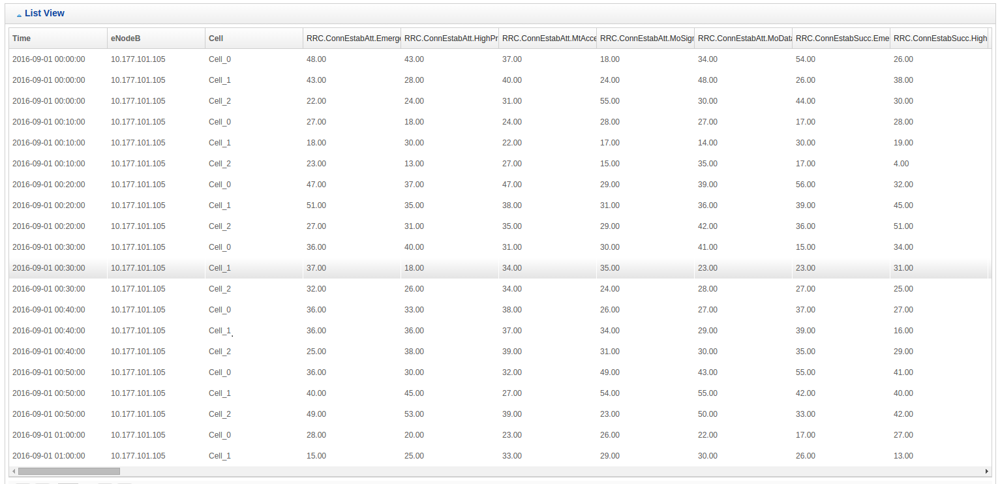 List View
Time eNodeB Cell RRC.ConnEstabAtt.Emerge RRC.ConnEstabAtt.HighPr RRC.ConnEstabAtt.MtAcce RRC.ConnEstabAtt.MoSign RRC.ConnEstabAtt.MoData RRC.ConnEstabSucc.Eme RRC.ConnEstabSucc.High
2016-09-01 00:00:00 10.177.101.105 Cell_0 48.00 43.00 37.00 18.00 34.00 54.00 26.00
2016-09-01 00:00:00 10.177.101.105 Cell_1 43.00 28.00 40.00 24.00 48.00 26.00 38.00
2016-09-01 00:00:00 10.177.101.105 Cell_2 22.00 24.00 31.00 55.00 30.00 44.00 30.00
2016-09-01 00:10:00 10.177.101.105 Cell_0 27.00 18.00 24.00 28.00 27.00 17.00 28.00
2016-09-01 00:10:00 10.177.101.105 Cell_1 18.00 30.00 22.00 17.00 14.00 30.00 19.00
2016-09-01 00:10:00 10.177.101.105 Cell_2 23.00 13.00 27.00 15.00 35.00 17.00 4.00
2016-09-01 00:20:00 10.177.101.105 Cell_0 47.00 37.00 47.00 29.00 39.00 56.00 32.00
2016-09-01 00:20:00 10.177.101.105 Cell_1 51.00 35.00 38.00 31.00 36.00 39.00 45.00
2016-09-01 00:20:00 10.177.101.105 Cell_2 27.00 31.00 35.00 29.00 42.00 36.00 51.00
2016-09-01 00:30:00 10.177.101.105 Cell_0 36.00 40.00 31.00 30.00 41.00 15.00 34.00
2016-09-01 00:30:00 10.177.101.105 Cell_1 37.00 18.00 34.00 35.00 23.00 23.00 31.00
2016-09-01 00:30:00 10.177.101.105 Cell_2 32.00 26.00 34.00 24.00 28.00 27.00 25.00
2016-09-01 00:40:00 10.177.101.105 Cell_0 36.00 33.00 38.00 26.00 27.00 37.00 27.00
2016-09-01 00:40:00 10.177.101.105 Cell_1 36.00 36.00 37.00 34.00 29.00 39.00 16.00
2016-09-01 00:40:00 10.177.101.105 Cell_2 25.00 38.00 39.00 31.00 30.00 35.00 29.00
2016-09-01 00:50:00 10.177.101.105 Cell_0 36.00 30.00 32.00 49.00 43.00 55.00 41.00
2016-09-01 00:50:00 10.177.101.105 Cell_1 40.00 45.00 27.00 54.00 55.00 42.00 40.00
2016-09-01 00:50:00 10.177.101.105 Cell_2 49.00 53.00 39.00 23.00 50.00 33.00 42.00
2016-09-01 01:00:00 10.177.101.105 Cell_0 28.00 20.00 23.00 26.00 22.00 17.00 27.00
2016-09-01 01:00:00 10.177.101.105 Cell_1 15.00 25.00 33.00 29.00 30.00 26.00 13.00